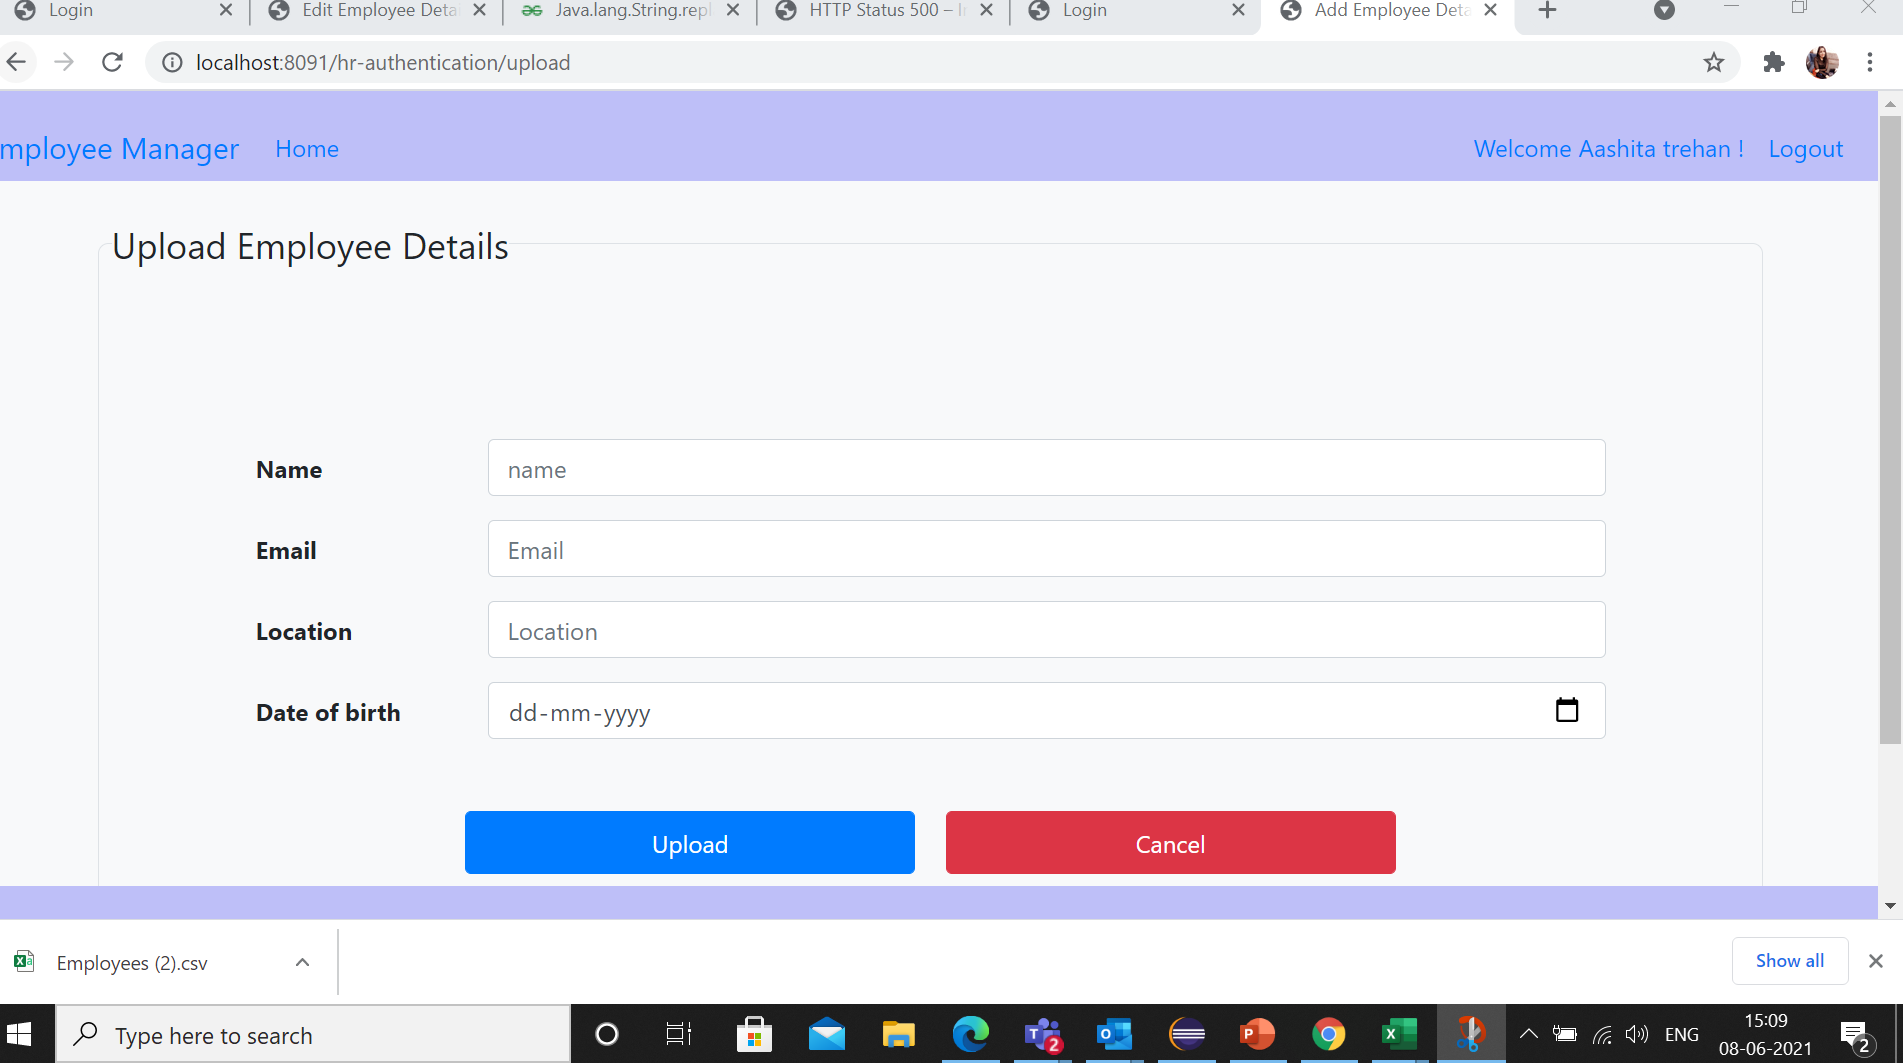 Login
Edit Employee Deta
Java.lang.String.repl
HTTP Status 500 – I
Login
Add Employee Deta
localhost:8091/hr-authentication/upload
mployee Manager Home Welcome Aashita trehan ! Logout
Upload Employee Details
Name name
Email Email
Location Location
Date of birth dd-mm-yyyy
Upload Cancel
Employees (2).csv Show all
Type here to search ENG 15:09
08-06-2021
2
2